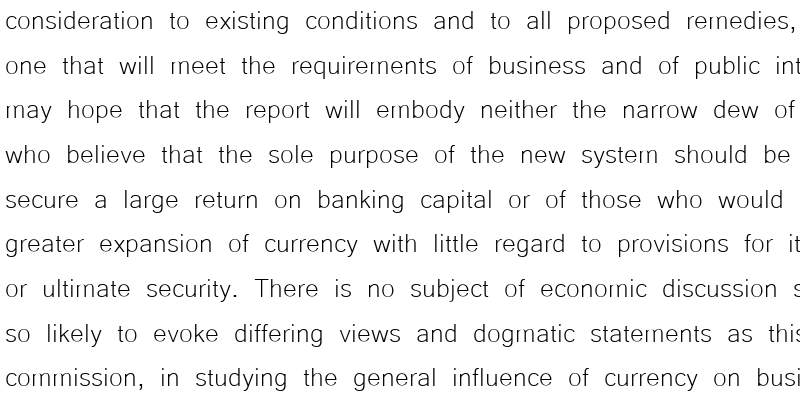 consideration to existing conditions and to all proposed remedies,
one that will meet the requirements of business and of public int
may hope that the report will embody neither the narrow dew of
who believe that the sole purpose of the new system should be
secure a large return on banking capital or of those who would
greater expansion of currency with little regard to provisions for it
or ultimate security. There is no subject of economic discussion s
so likely to evoke differing views and dogmatic statements as this
commission, in studying the general influence of currency on busi